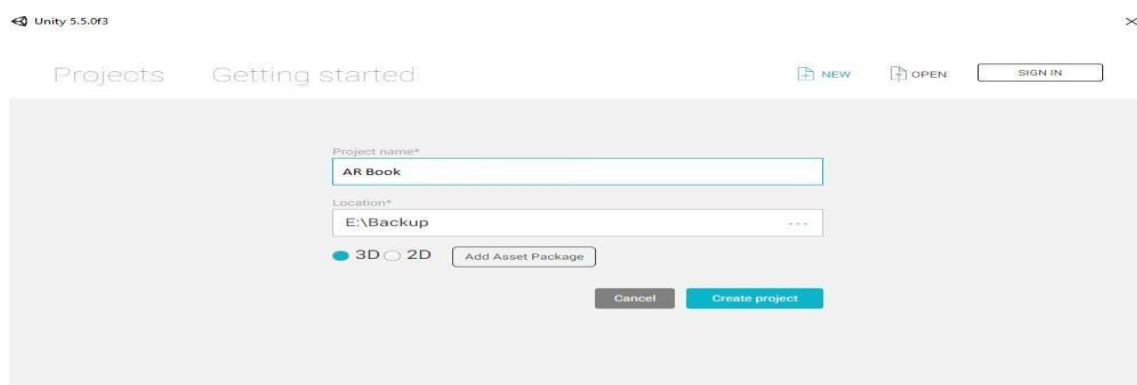 Unity 5.5.0f3
Projects Getting started NEW OPEN SIGN IN
Project name*
AR Book
Location*
E:\Backup ---
3D 2D Add Asset Package
Cancel Create project